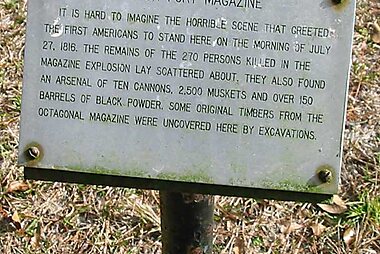 FORT MAGAZINE
IT IS HARD TO IMAGINE THE HORRIBLE SCENE THAT GREETED
THE FIRST AMERICANS TO STAND HERE ON THE MORNING OF JULY
27, 1816. THE REMAINS OF THE 270 PERSONS KILLED IN THE
MAGAZINE EXPLOSION LAY SCATTERED ABOUT. THEY ALSO FOUND
AN ARSENAL OF TEN CANNONS, 2,500 MUSKETS AND OVER 150
BARRELS OF BLACK POWDER. SOME ORIGINAL TIMBERS FROM THE
OCTAGONAL MAGAZINE WERE UNCOVERED HERE BY EXCAVATIONS.